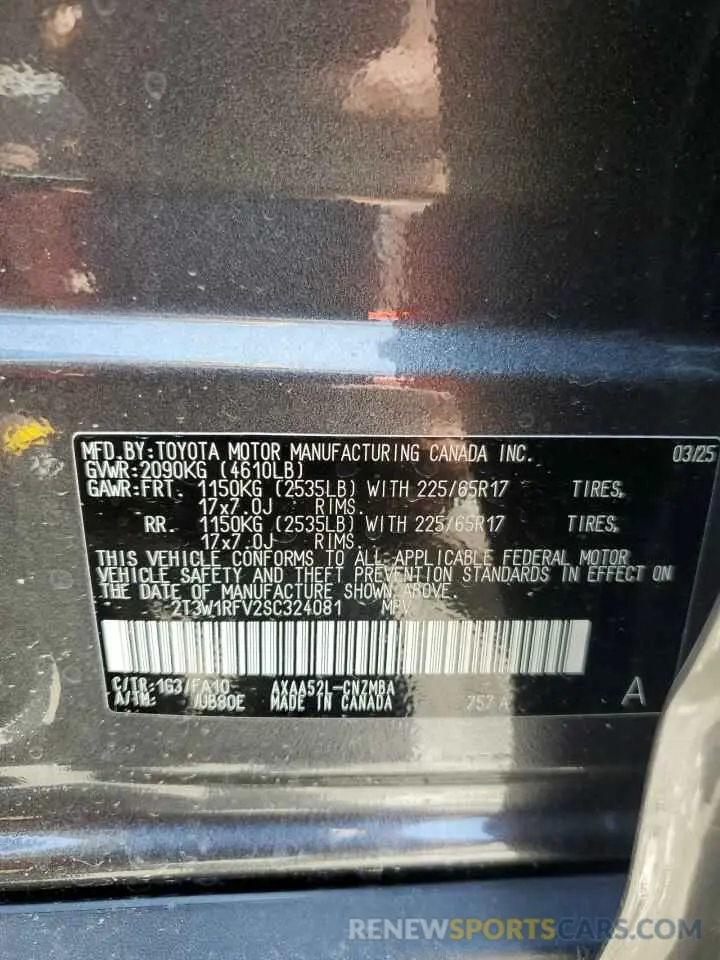 MFD.BY:TOYOTA MOTOR MANUFACTURING CANADA INC. 03/25
GVWR:2090KG (4610LB)
GAWR:FRT. 1150KG (2535LB) WITH 225/65R17 TIRES,
17x7.0J RIMS.
RR. 1150KG (2535LB) WITH 225/65R17 TIRES,
17x7.0J RIMS.
THIS VEHICLE CONFORMS TO ALL APPLICABLE FEDERAL MOTOR
VEHICLE SAFETY AND THEFT PREVENTION STANDARDS IN EFFECT ON
THE DATE OF MANUFACTURE SHOWN ABOVE.
2T3W1RFV2SC324081 MPV
C/TR:1G3/FA10 AXAA52L-CNZMBA
A/TM: /UB80E MADE IN CANADA 757 A A
RENEWSPORTSCARS.COM